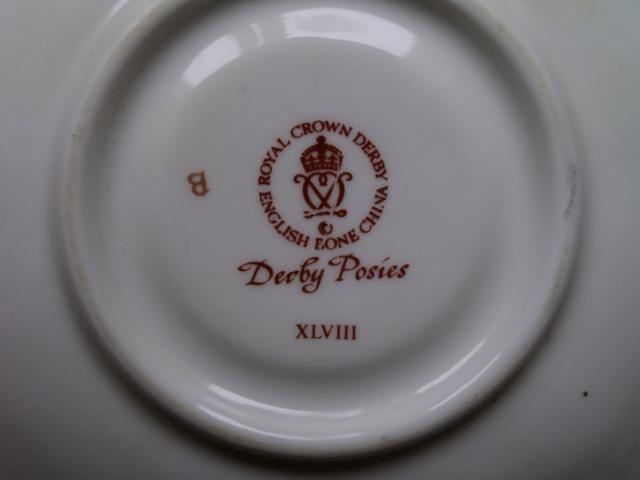 ROYAL CROWN DERBY
ENGLISH BONE CHINA
Derby Posies
XLVIII
B